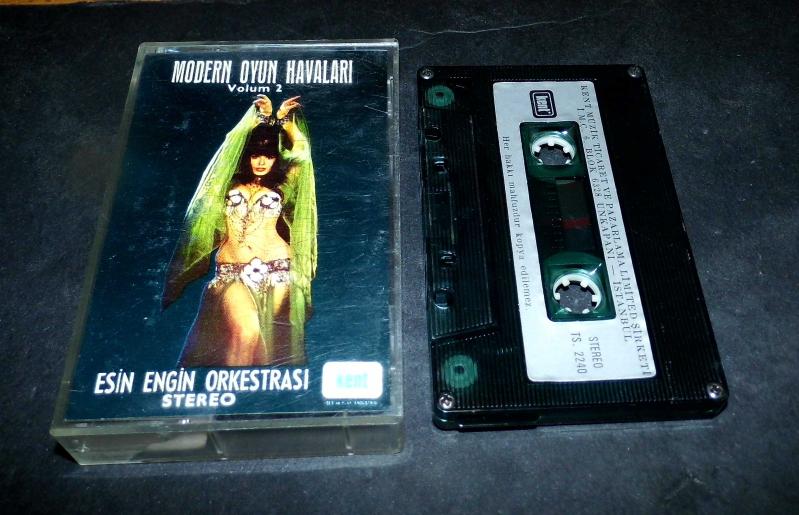 MODERN OYUN HAVALARI
Volum 2
ESİN ENGİN ORKESTRASI
STEREO
kent
kent
KENT MÜZİK TİCARET VE PAZARLAMA LİMİTED ŞİRKETİ
İ.M.Ç. 6. BLOK 6328 UNKAPANI — İSTANBUL
Her hakkı mahfuzdur kopya edilemez
STEREO
TS. 2240